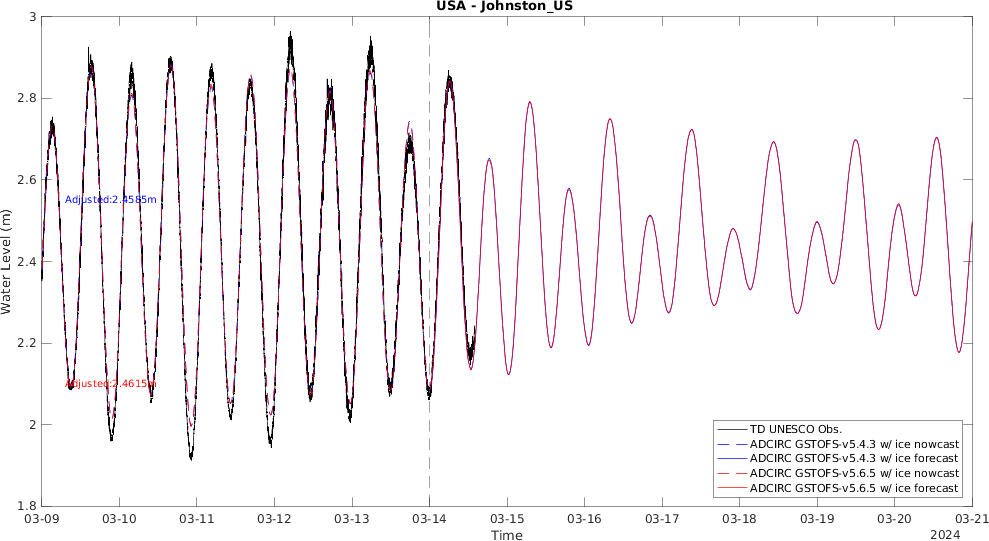 USA - Johnston_US
3
2.8
2.6
2.4
2.2
2
1.8
Water Level (m)
Adjusted:2.4585m
Adjusted:2.4615m
TD UNESCO Obs.
ADCIRC GSTOFS-v5.4.3 w/ ice nowcast
ADCIRC GSTOFS-v5.4.3 w/ ice forecast
ADCIRC GSTOFS-v5.6.5 w/ ice nowcast
ADCIRC GSTOFS-v5.6.5 w/ ice forecast
03-09 03-10 03-11 03-12 03-13 03-14 03-15 03-16 03-17 03-18 03-19 03-20 03-21
Time
2024